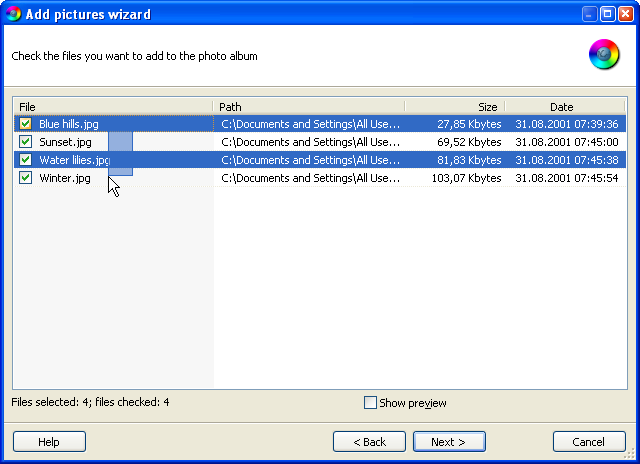 Add pictures wizard
Check the files you want to add to the photo album
File Path Size Date
Blue hills.jpg C:\Documents and Settings\All Use... 27,85 Kbytes 31.08.2001 07:39:36
Sunset.jpg C:\Documents and Settings\All Use... 69,52 Kbytes 31.08.2001 07:45:00
Water lilies.jpg C:\Documents and Settings\All Use... 81,83 Kbytes 31.08.2001 07:45:38
Winter.jpg C:\Documents and Settings\All Use... 103,07 Kbytes 31.08.2001 07:45:54
Files selected: 4; files checked: 4 Show preview
Help < Back Next > Cancel